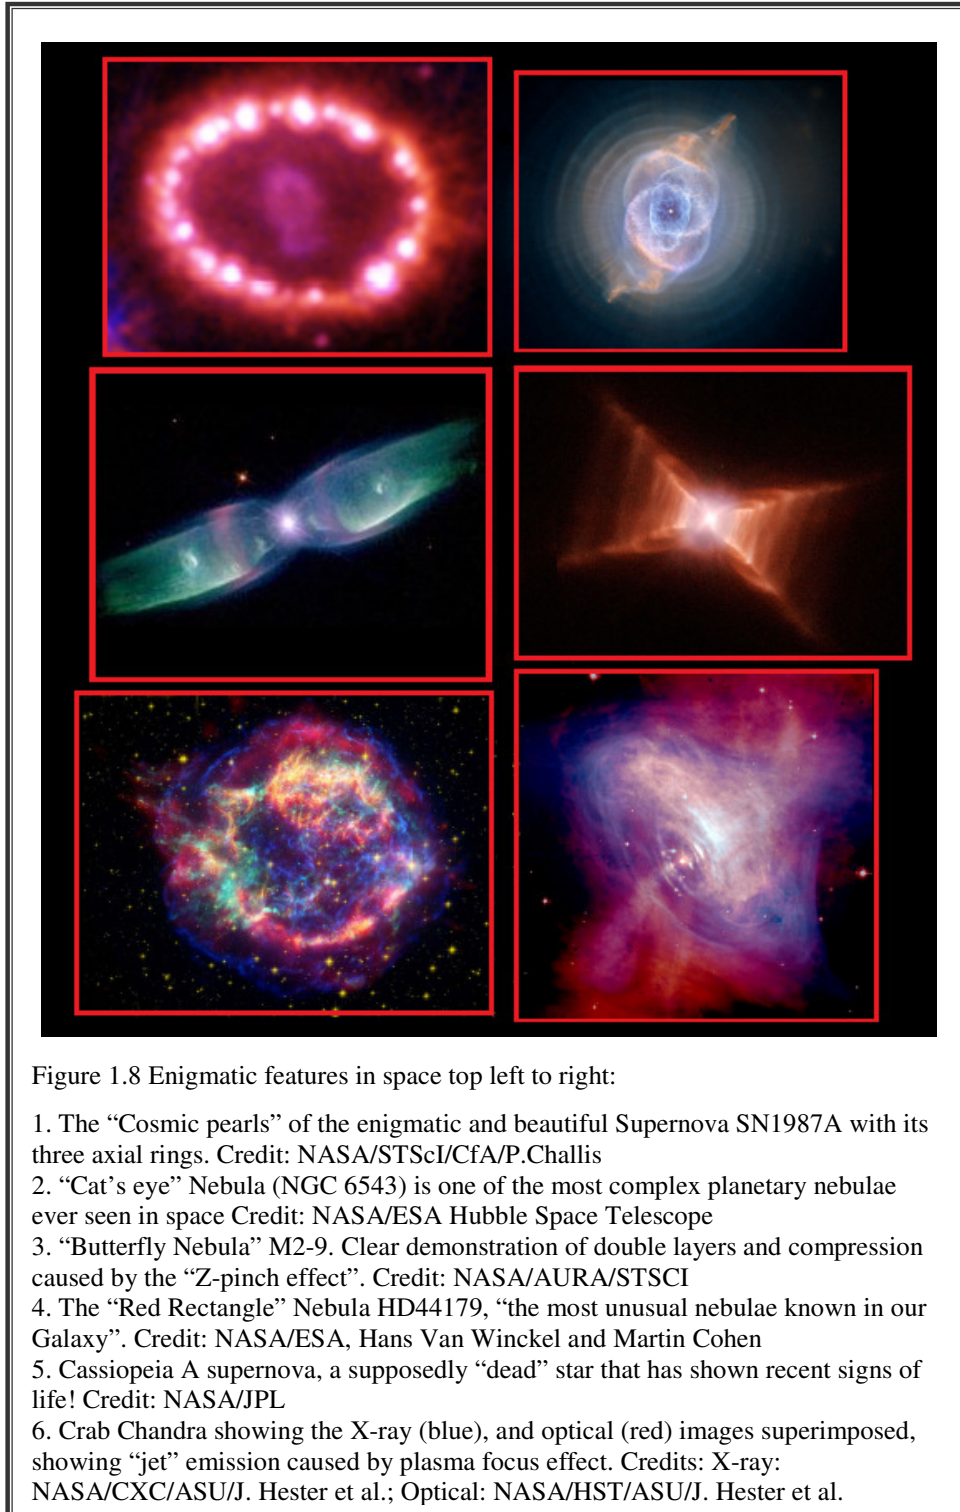 Figure 1.8 Enigmatic features in space top left to right:
1. The “Cosmic pearls” of the enigmatic and beautiful Supernova SN1987A with its
three axial rings. Credit: NASA/STScI/CfA/P.Challis
2. “Cat’s eye” Nebula (NGC 6543) is one of the most complex planetary nebulae
ever seen in space Credit: NASA/ESA Hubble Space Telescope
3. “Butterfly Nebula” M2-9. Clear demonstration of double layers and compression
caused by the “Z-pinch effect”. Credit: NASA/AURA/STSCI
4. The “Red Rectangle” Nebula HD44179, “the most unusual nebulae known in our
Galaxy”. Credit: NASA/ESA, Hans Van Winckel and Martin Cohen
5. Cassiopeia A supernova, a supposedly “dead” star that has shown recent signs of
life! Credit: NASA/JPL
6. Crab Chandra showing the X-ray (blue), and optical (red) images superimposed,
showing “jet” emission caused by plasma focus effect. Credits: X-ray:
NASA/CXC/ASU/J. Hester et al.; Optical: NASA/HST/ASU/J. Hester et al.